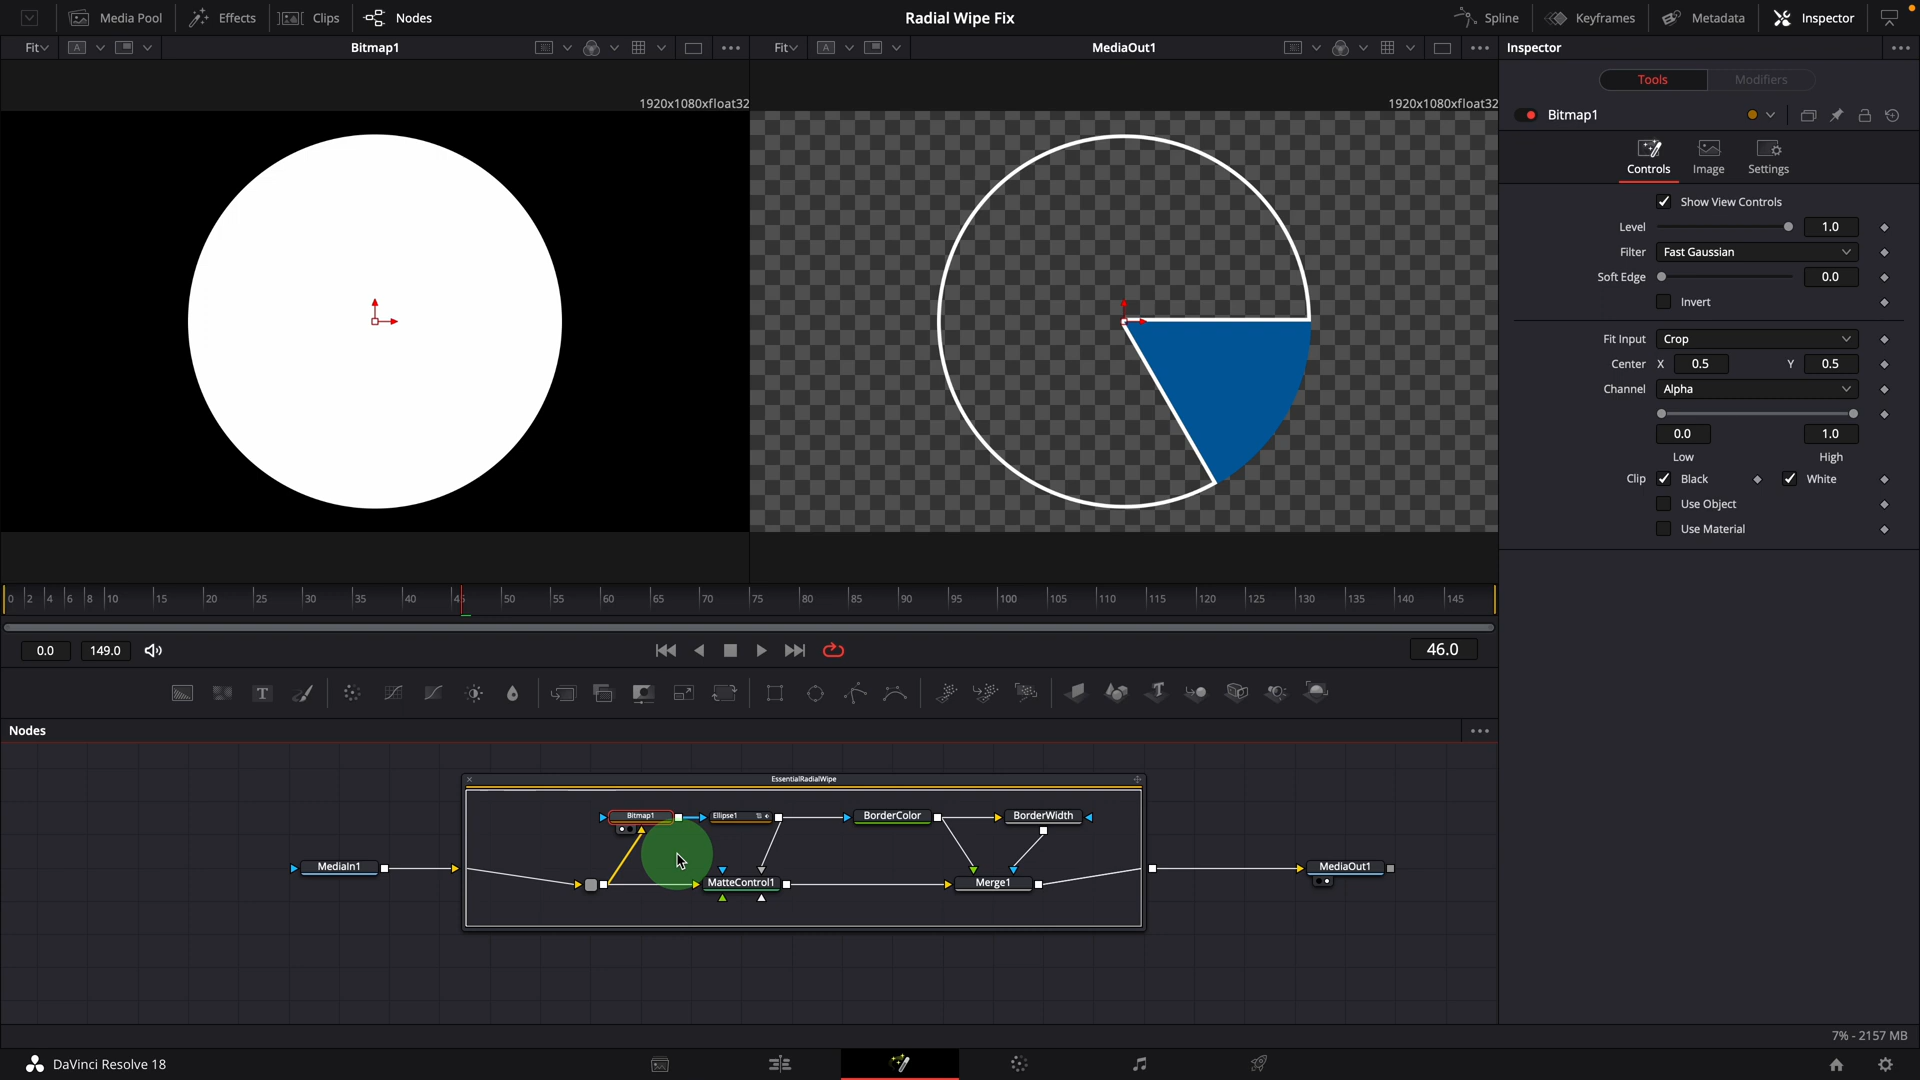 Media Pool
Effects
Clips
Nodes
Radial Wipe Fix
Spline
Keyframes
Metadata
Inspector
Fit
A
Bitmap1
Fit
A
MediaOut1
Inspector
Tools
Modifiers
1920x1080xfloat32
1920x1080xfloat32
Bitmap1
Controls
Image
Settings
Show View Controls
Level
1.0
Filter
Fast Gaussian
Soft Edge
0.0
Invert
Fit Input
Crop
Center
X
0.5
Y
0.5
Channel
Alpha
0.0
1.0
Low
High
Clip
Black
White
Use Object
Use Material
0 2 4 6 8 10 15 20 25 30 35 40 45 50 55 60 65 70 75 80 85 90 95 100 105 110 115 120 125 130 135 140 145
0.0
149.0
46.0
T
T
Nodes
EssentialRadialWipe
Bitmap1
Ellipse1
BorderColor
BorderWidth
MediaIn1
MatteControl1
Merge1
MediaOut1
7% - 2157 MB
DaVinci Resolve 18